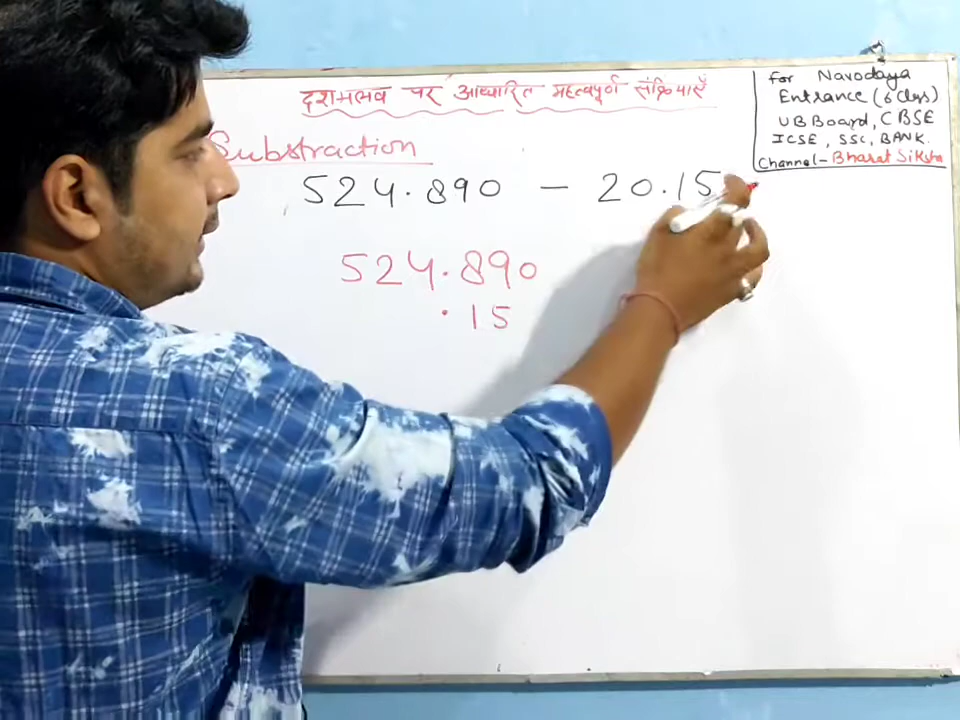 दशमलव पर आधारित महत्वपूर्ण संक्रियाएँ
For Navodaya
Entrance (6 Class)
UB Board, CBSE
ICSE, SSC, BANK.
Channel- Bharat Siksha
Substraction
524.890 - 20.15
524.890
.15